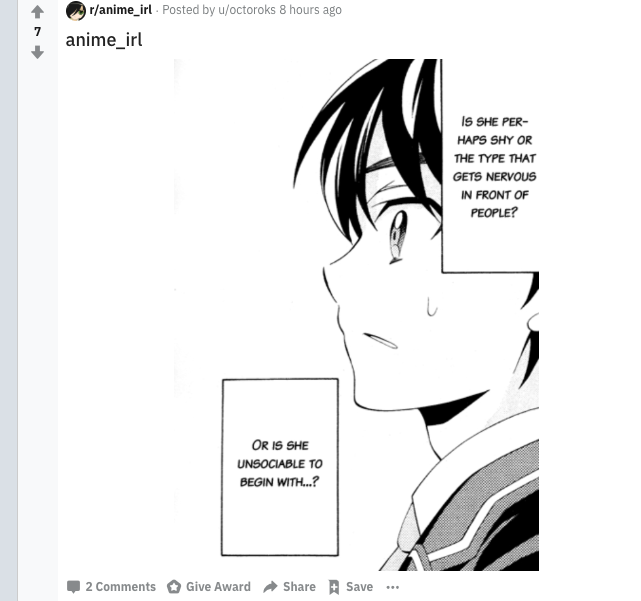 r/anime_irl · Posted by u/octoroks 8 hours ago
7
anime_irl
IS SHE PER-
HAPS SHY OR
THE TYPE THAT
GETS NERVOUS
IN FRONT OF
PEOPLE?
OR IS SHE
UNSOCIABLE TO
BEGIN WITH...?
2 Comments Give Award Share Save ...